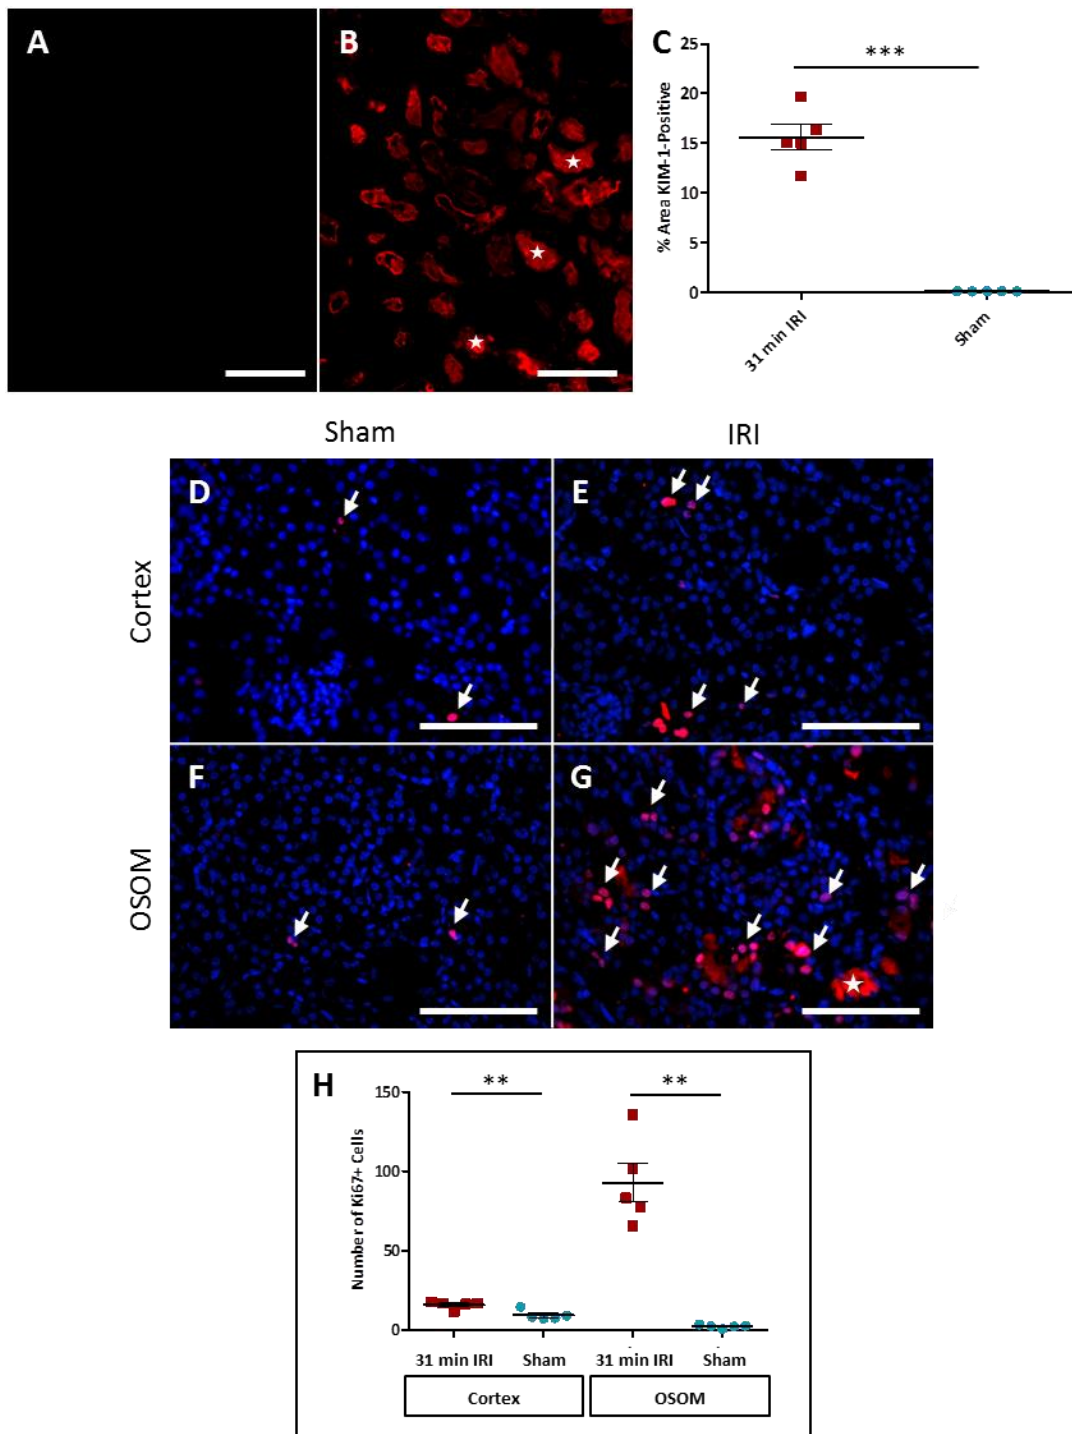 A
B
C
% Area KIM-1-Positive
25
20
15
10
5
0
***
31 min IRI
Sham
Sham
IRI
Cortex
D
E
OSOM
F
G
H
Number of Ki67+ Cells
150
100
50
0
**
**
31 min IRI Sham 31 min IRI Sham
Cortex OSOM